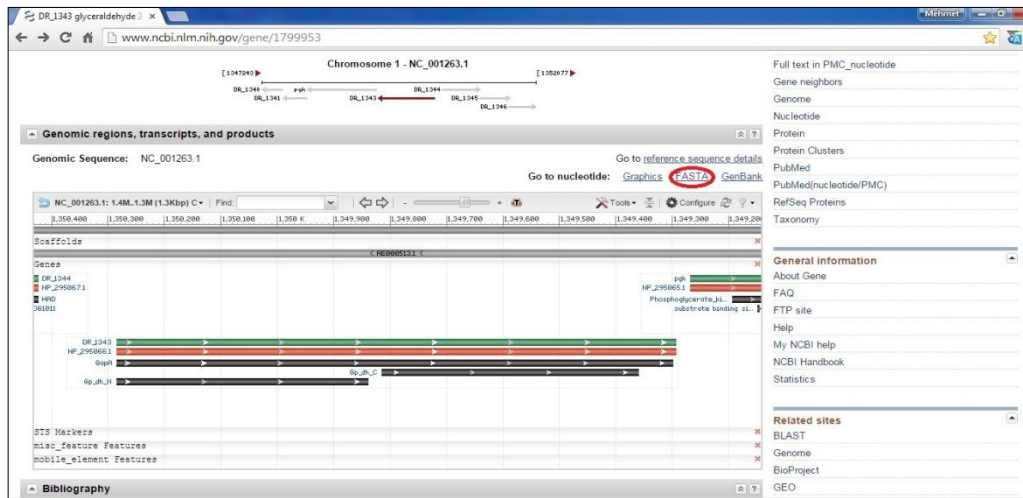 DR_1343 glyceraldehyde 3
Mehmet
www.ncbi.nlm.nih.gov/gene/1799953
Chromosome 1 - NC_001263.1
[1347243
[1352077
DR_1340
pgk
DR_1344
DR_1341
DR_1343
DR_1345
DR_1346
Genomic regions, transcripts, and products
Genomic Sequence: NC_001263.1
Go to reference sequence details
Go to nucleotide: Graphics FASTA GenBank
NC_001263.1: 1.4M..1.3M (1.3Kbp) C
Find:
Tools
Configure
?
1,350,400
1,350,300
1,350,200
1,350,100
1,350 K
1,349,900
1,349,800
1,349,700
1,349,600
1,349,500
1,349,400
1,349,300
1,349,20
Scaffolds
AE000513.1
Genes
DR_1344
NP_295067.1
HAD
pgk
NP_295065.1
Phosphoglycerate_ki...
substrate binding si...
DR_1343
NP_295066.1
GapA
Gp_dh_C
Gp_dh_N
STS Markers
misc_feature Features
mobile_element Features
Bibliography
Full text in PMC_nucleotide
Gene neighbors
Genome
Nucleotide
Protein
Protein Clusters
PubMed
PubMed(nucleotide/PMC)
RefSeq Proteins
Taxonomy
General information
About Gene
FAQ
FTP site
Help
My NCBI help
NCBI Handbook
Statistics
Related sites
BLAST
Genome
BioProject
GEO